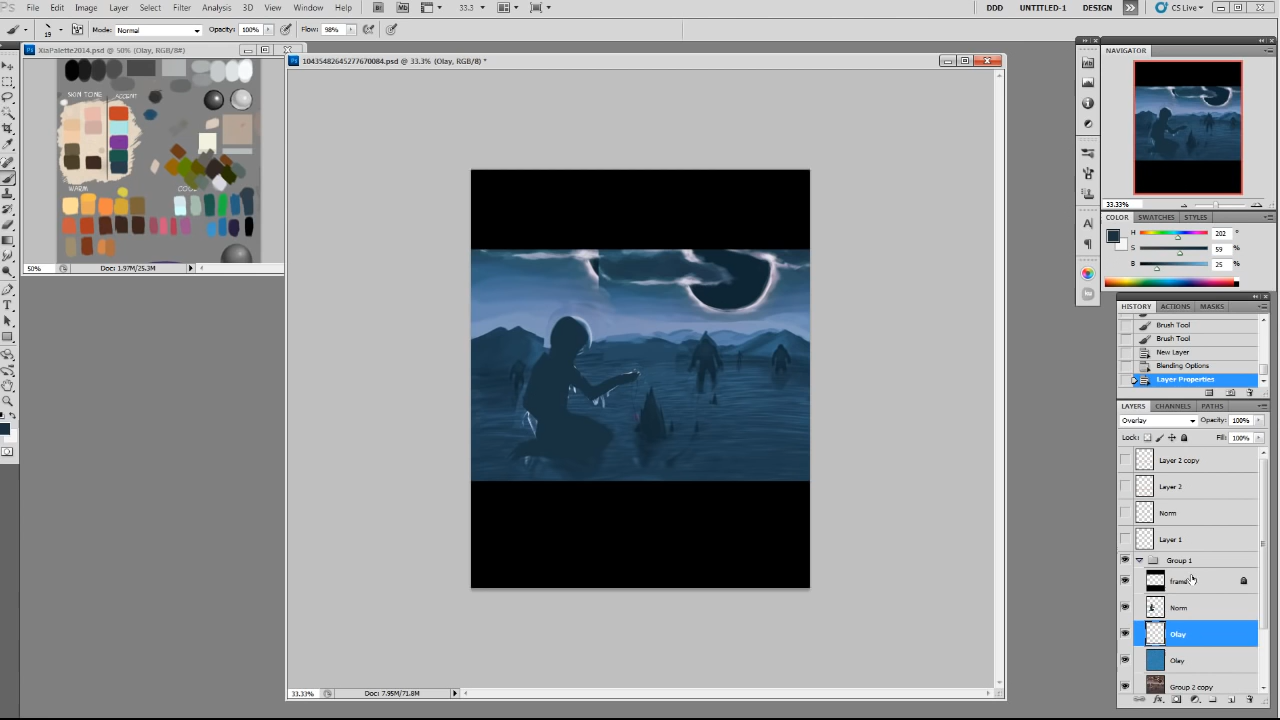 PS File Edit Image Layer Select Filter Analysis 3D View Window Help Br 33.3 DDD UNTITLED-1 DESIGN CS Live
19 Mode: Normal Opacity: 100% Flow: 98%
XiaPalette2014.psd @ 50% (Olay, RGB/8#)
SKIN TONE ACCENT
WARM
50% Doc: 1.97M/25.3M
10435482645277670084.psd @ 33.3% (Olay, RGB/8) *
33.33% Doc: 7.95M/71.8M
NAVIGATOR
33.33%
COLOR SWATCHES STYLES
H 202 °
S 59 %
B 25 %
HISTORY ACTIONS MASKS
Brush Tool
Brush Tool
New Layer
Blending Options
Layer Properties
LAYERS CHANNELS PATHS
Overlay Opacity: 100%
Lock: Fill: 100%
Layer 2 copy
Layer 2
Norm
Layer 1
Group 1
frame
Norm
Olay
Olay
Group 2 copy